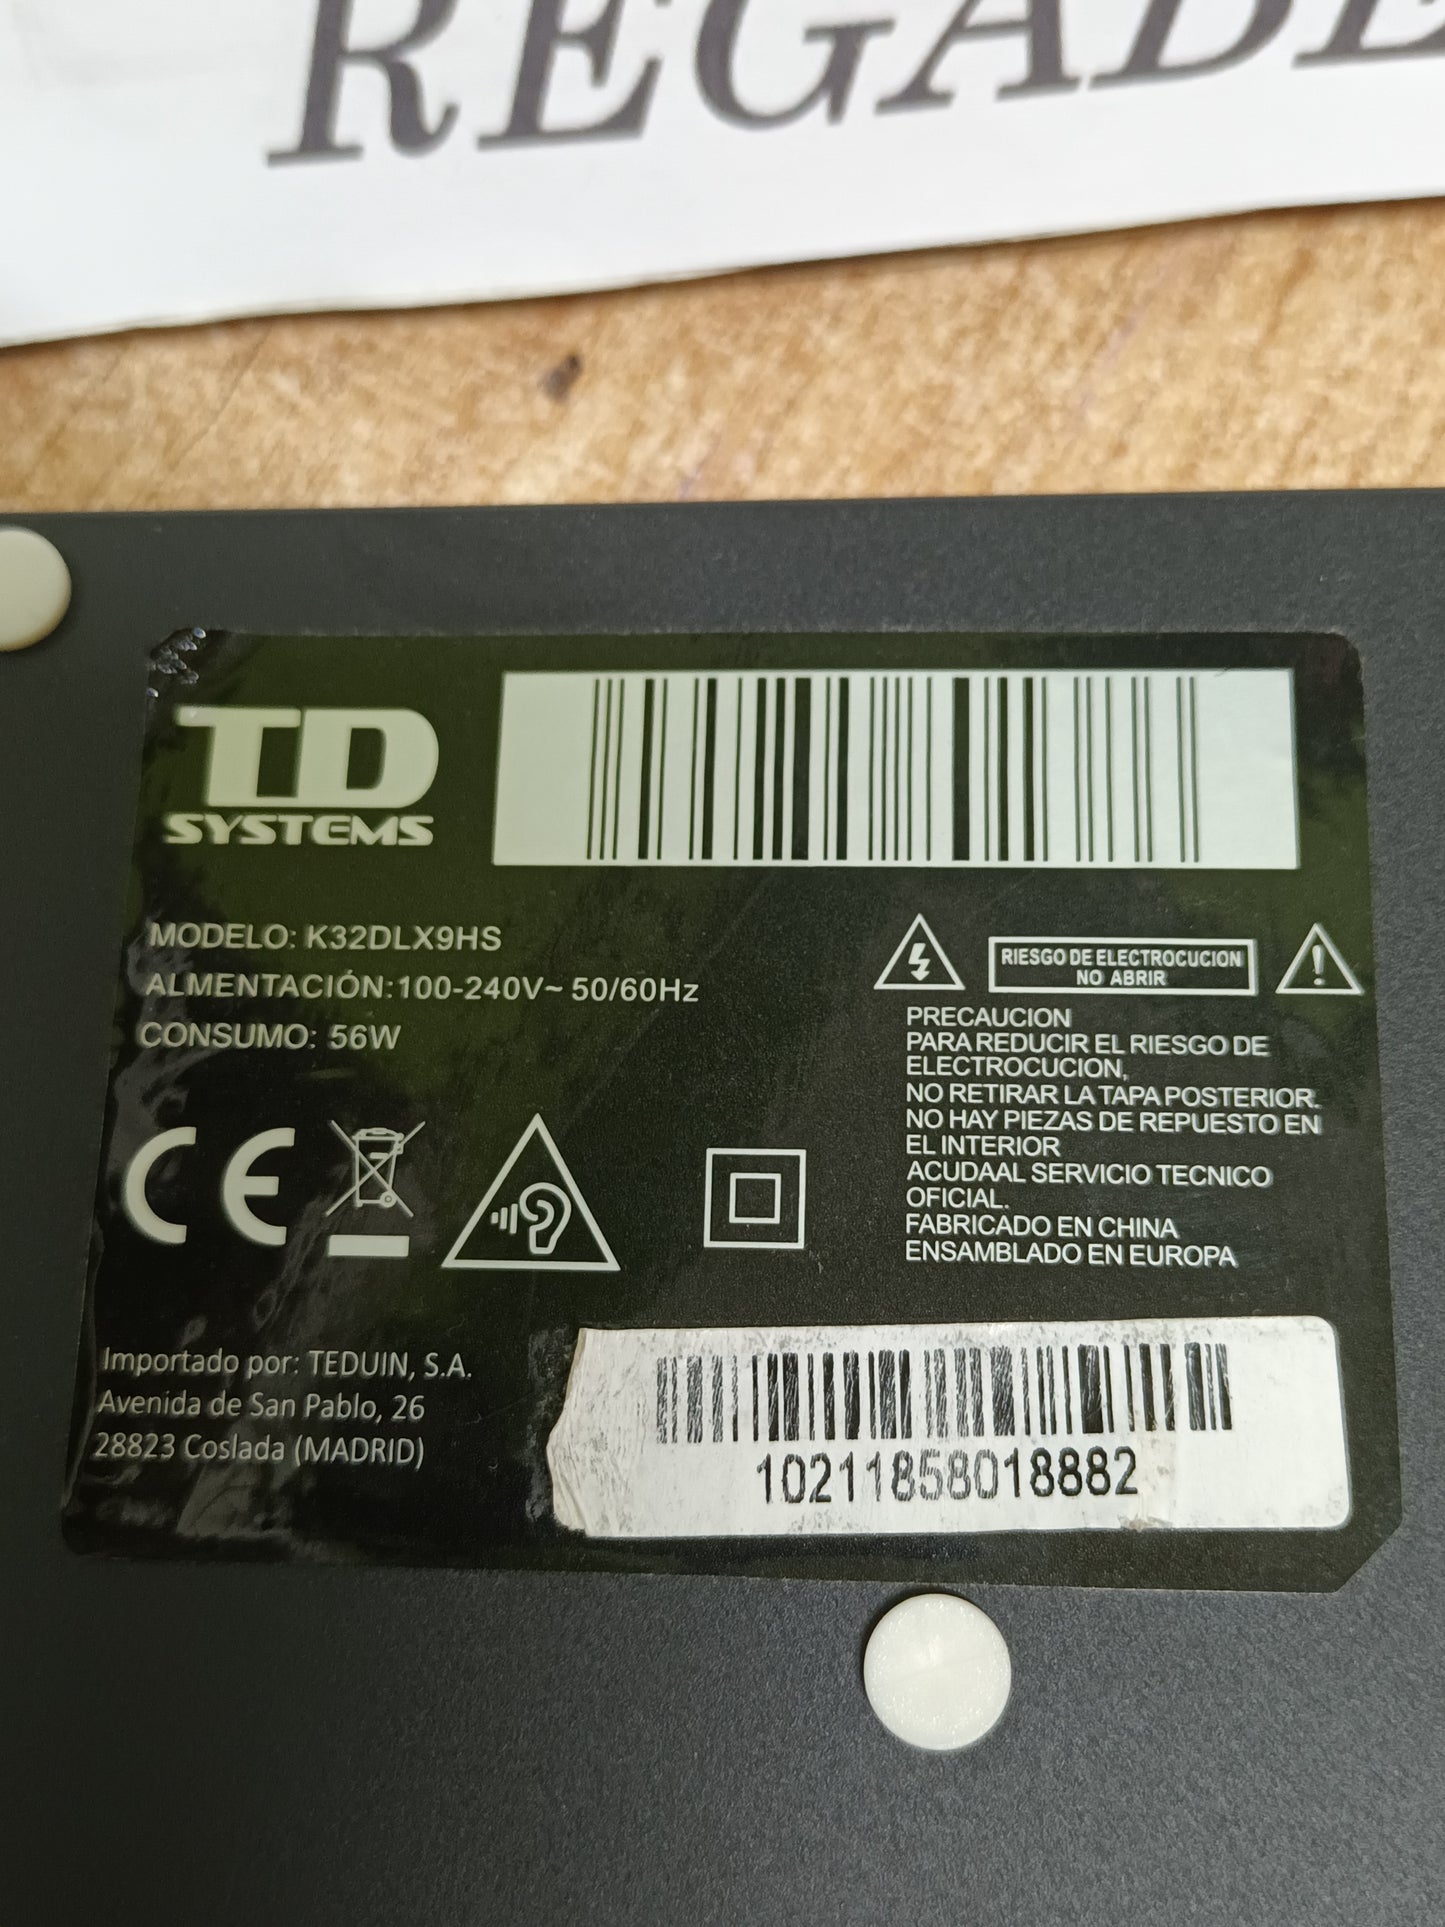 REGADE
TD
SYSTEMS
MODELO: K32DLX9HS
ALIMENTACIÓN:100-240V~ 50/60Hz
CONSUMO: 56W
RIESGO DE ELECTROCUCION
NO ABRIR
PRECAUCION
PARA REDUCIR EL RIESGO DE
ELECTROCUCION,
NO RETIRAR LA TAPA POSTERIOR.
NO HAY PIEZAS DE REPUESTO EN
EL INTERIOR
ACUDAAL SERVICIO TECNICO
OFICIAL.
FABRICADO EN CHINA
ENSAMBLADO EN EUROPA
CE
Importado por: TEDUIN, S.A.
Avenida de San Pablo, 26
28823 Coslada (MADRID)
10211858018882